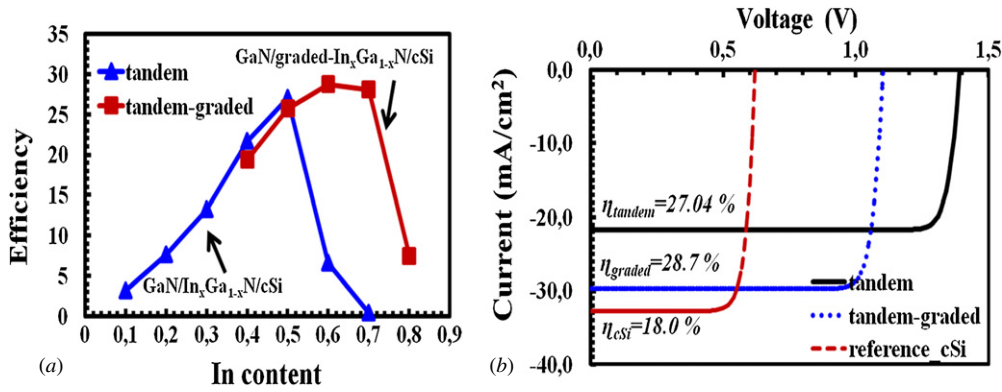 Efficiency
35
30
25
20
15
10
5
0
tandem
tandem-graded
GaN/graded-InxGa1-xN/cSi
GaN/InxGa1-xN/cSi
0 0,1 0,2 0,3 0,4 0,5 0,6 0,7 0,8 0,9
In content
(a)
Voltage (V)
0,0 0,5 1,0 1,5
0,0
-10,0
-20,0
-30,0
-40,0
Current (mA/cm²)
ηtandem=27.04 %
ηgraded=28.7 %
ηcSi=18.0 %
tandem
tandem-graded
reference_cSi
(b)